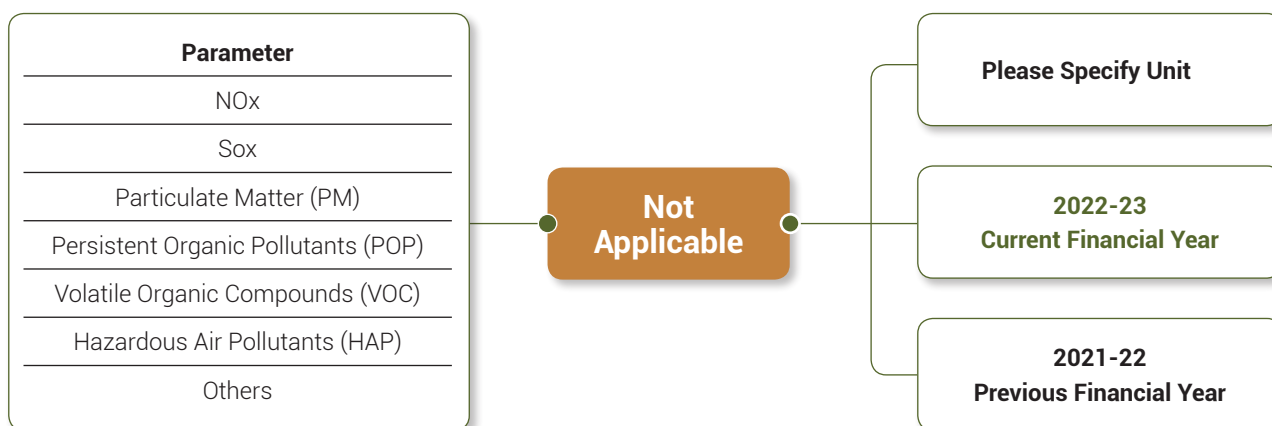 Parameter
NOx
Sox
Particulate Matter (PM)
Persistent Organic Pollutants (POP)
Volatile Organic Compounds (VOC)
Hazardous Air Pollutants (HAP)
Others
Not
Applicable
Please Specify Unit
2022-23
Current Financial Year
2021-22
Previous Financial Year